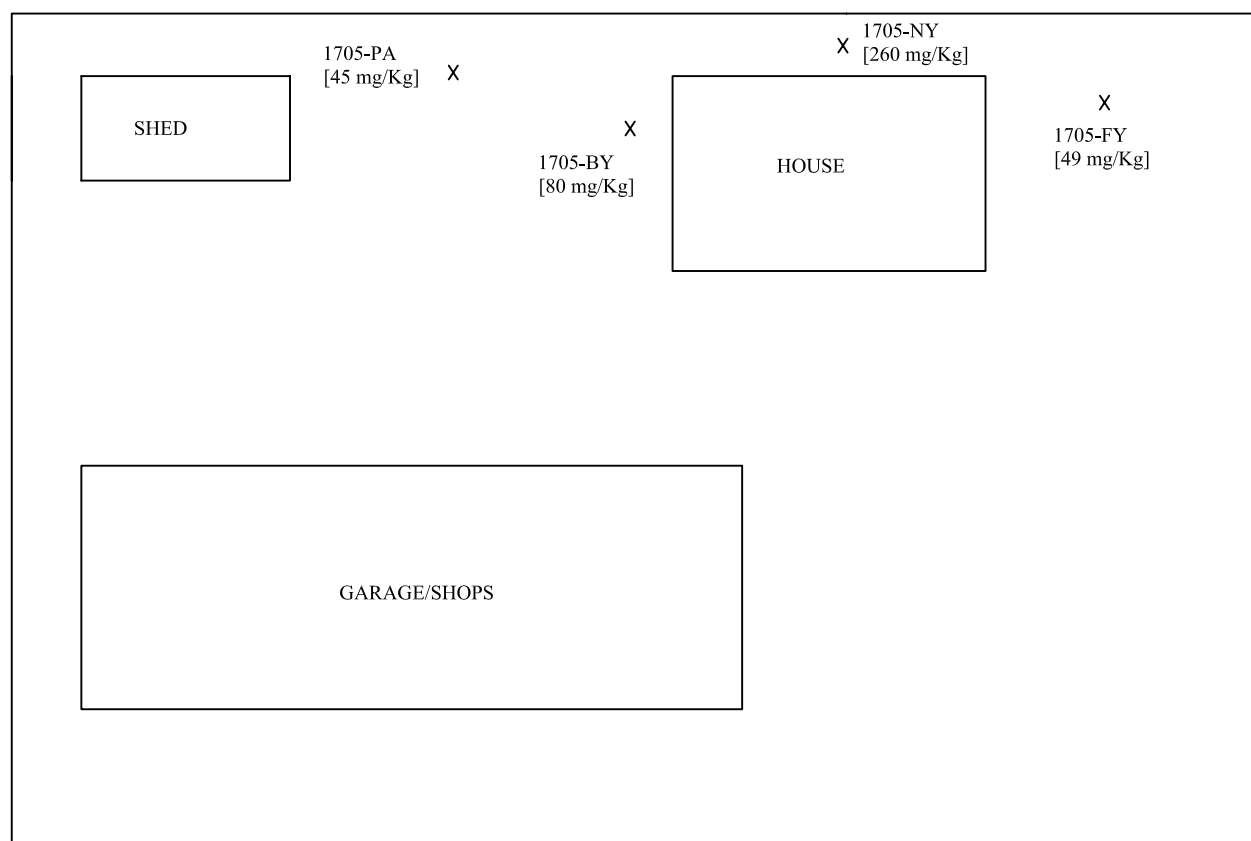 1705-PA
[45 mg/Kg]
1705-NY
[260 mg/Kg]
SHED
1705-BY
[80 mg/Kg]
HOUSE
1705-FY
[49 mg/Kg]
GARAGE/SHOPS